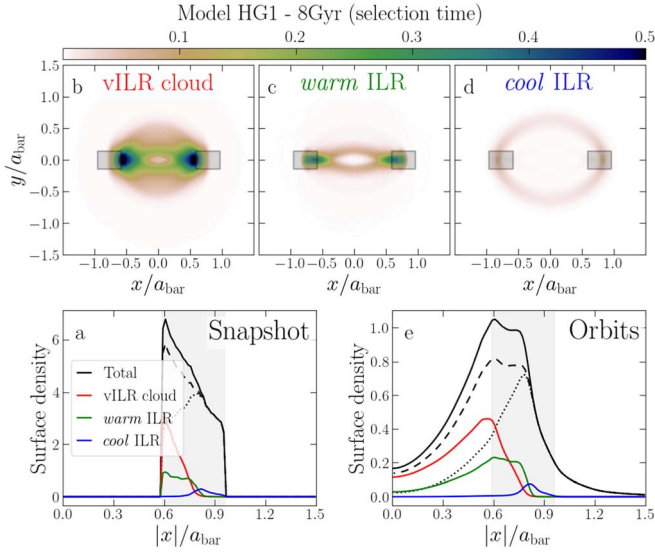 Model HG1 - 8Gyr (selection time)
0.1 0.2 0.3 0.4 0.5
b vILR cloud
c warm ILR
d cool ILR
1.5
1.0
0.5
0.0
−0.5
−1.0
−1.5
y/a_bar
−1.0 −0.5 0.0 0.5 1.0
−1.0 −0.5 0.0 0.5 1.0
−1.0 −0.5 0.0 0.5 1.0
x/a_bar
x/a_bar
x/a_bar
a Snapshot
Total
vILR cloud
warm ILR
cool ILR
6
4
2
0
Surface density
0.0 0.3 0.6 0.9 1.2 1.5
|x|/a_bar
e Orbits
1.0
0.8
0.6
0.4
0.2
0.0
Surface density
0.0 0.3 0.6 0.9 1.2 1.5
|x|/a_bar